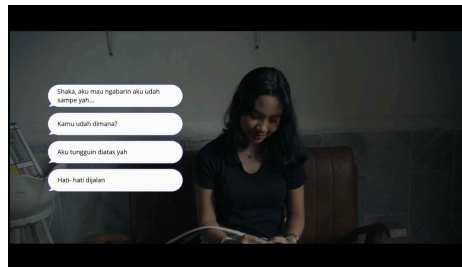 Shaka, aku mau ngabarin aku udah
sampe yah...
Kamu udah dimana?
Aku tungguin diatas yah
Hati- hati dijalan